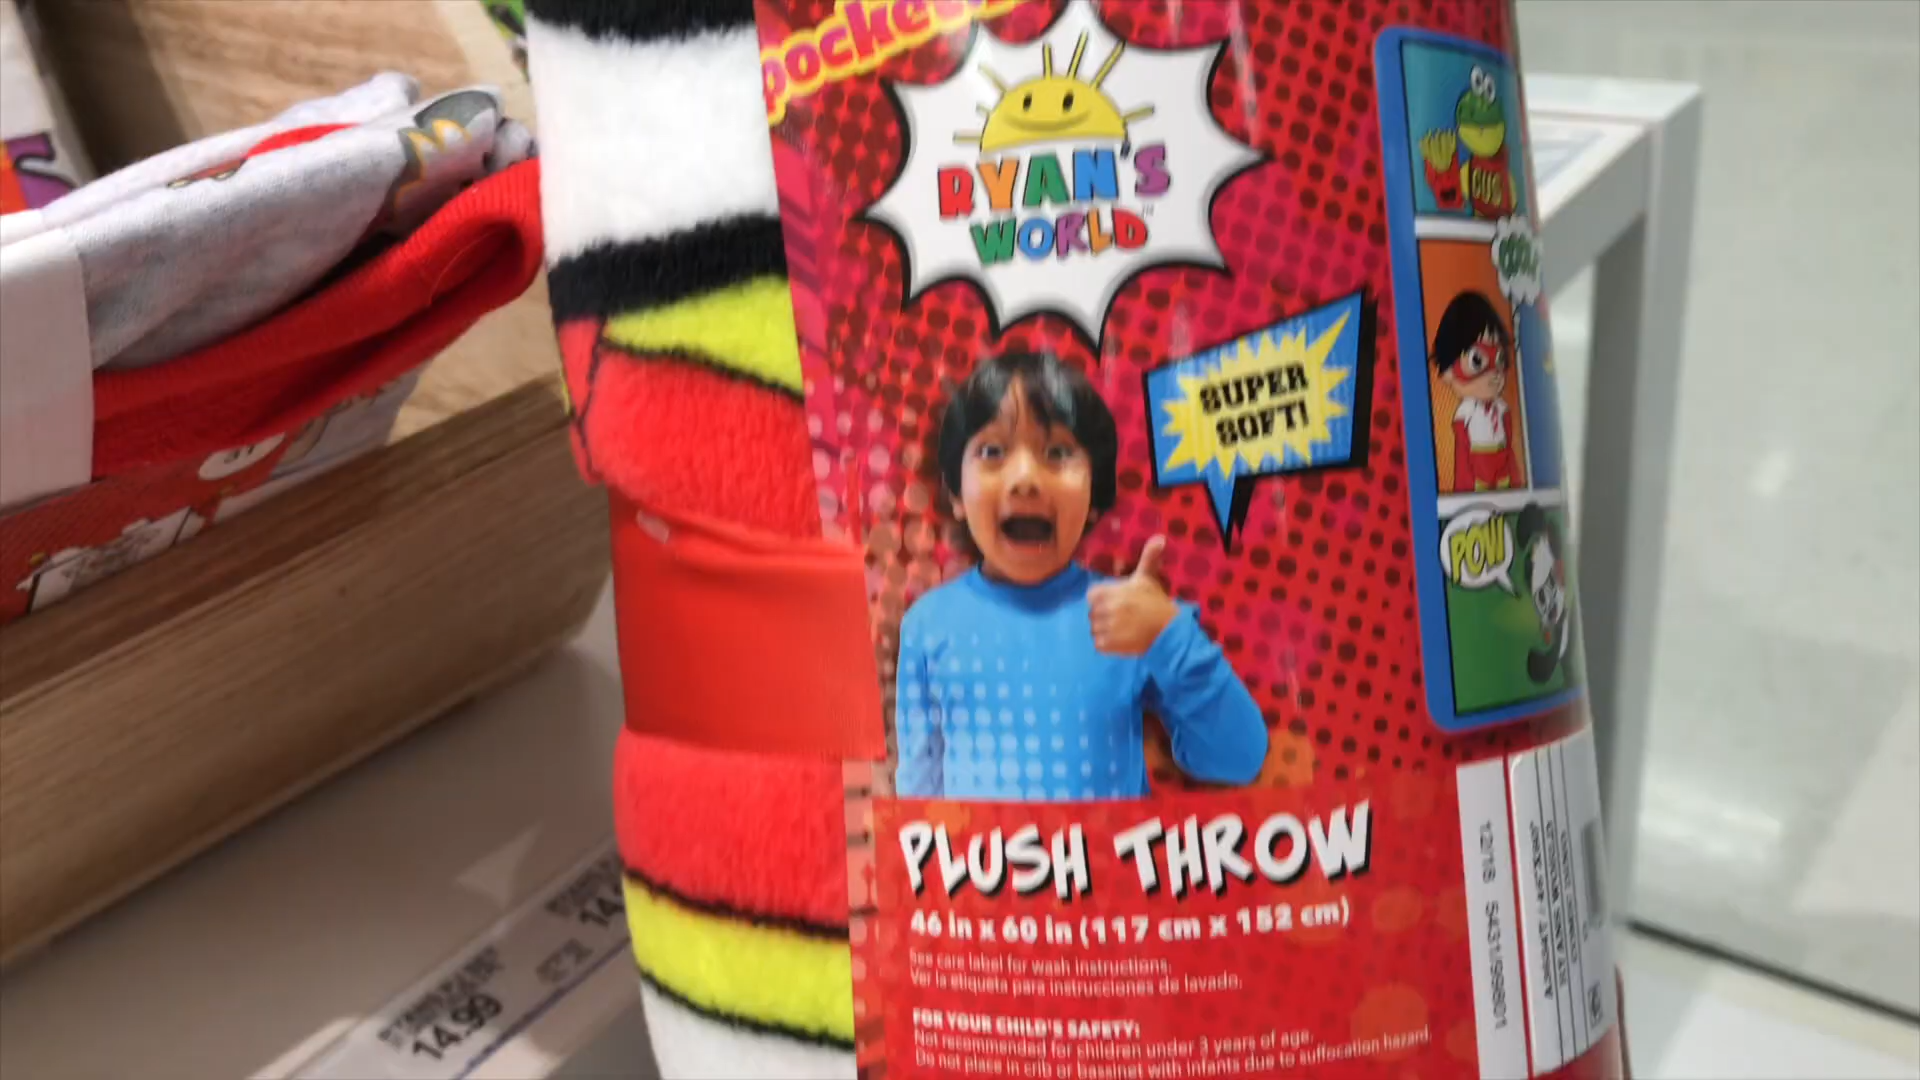 RYAN'S
WORLD
SUPER
SOFT!
COOL
POW
GUS
PLUSH THROW
46 in x 60 in (117 cm x 152 cm)
See care label for wash instructions.
Ver la etiqueta para instrucciones de lavado.
FOR YOUR CHILD'S SAFETY:
Not recommended for children under 3 years of age.
Do not place in crib or bassinet with infants due to suffocation hazard.
12/18
14.99